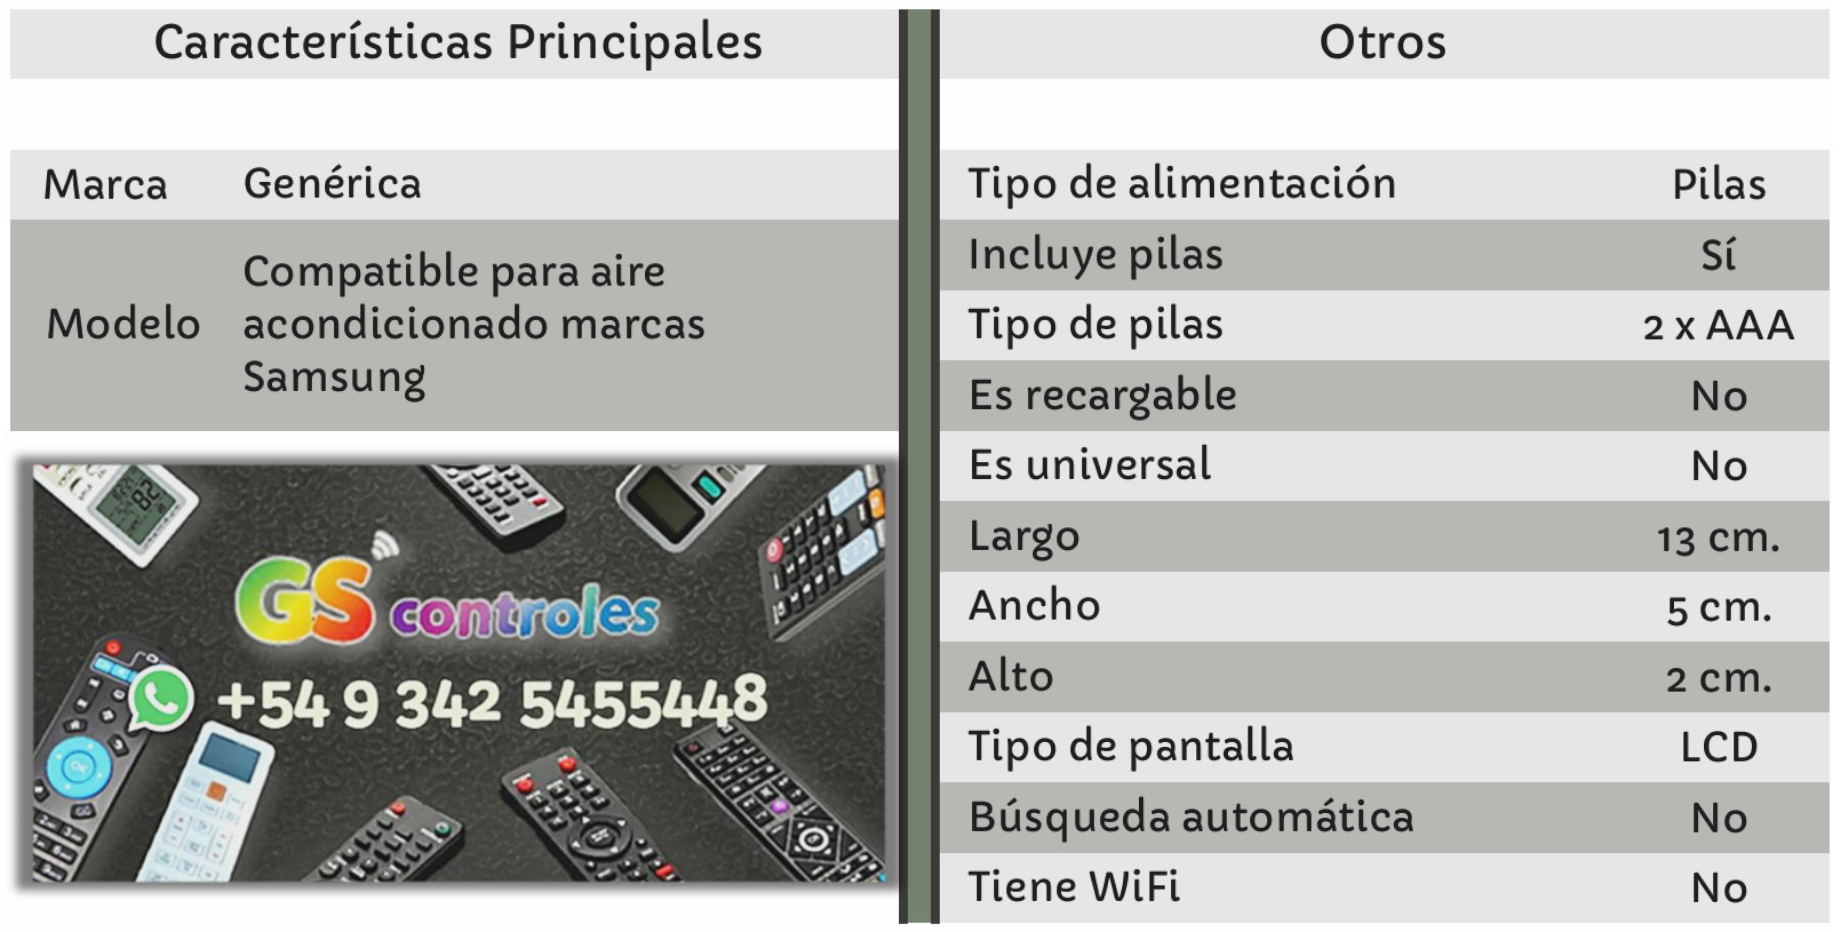 Características Principales
Marca Genérica
Modelo Compatible para aire
acondicionado marcas
Samsung
GS controles
+54 9 342 5455448
Otros
Tipo de alimentación Pilas
Incluye pilas Sí
Tipo de pilas 2 x AAA
Es recargable No
Es universal No
Largo 13 cm.
Ancho 5 cm.
Alto 2 cm.
Tipo de pantalla LCD
Búsqueda automática No
Tiene WiFi No